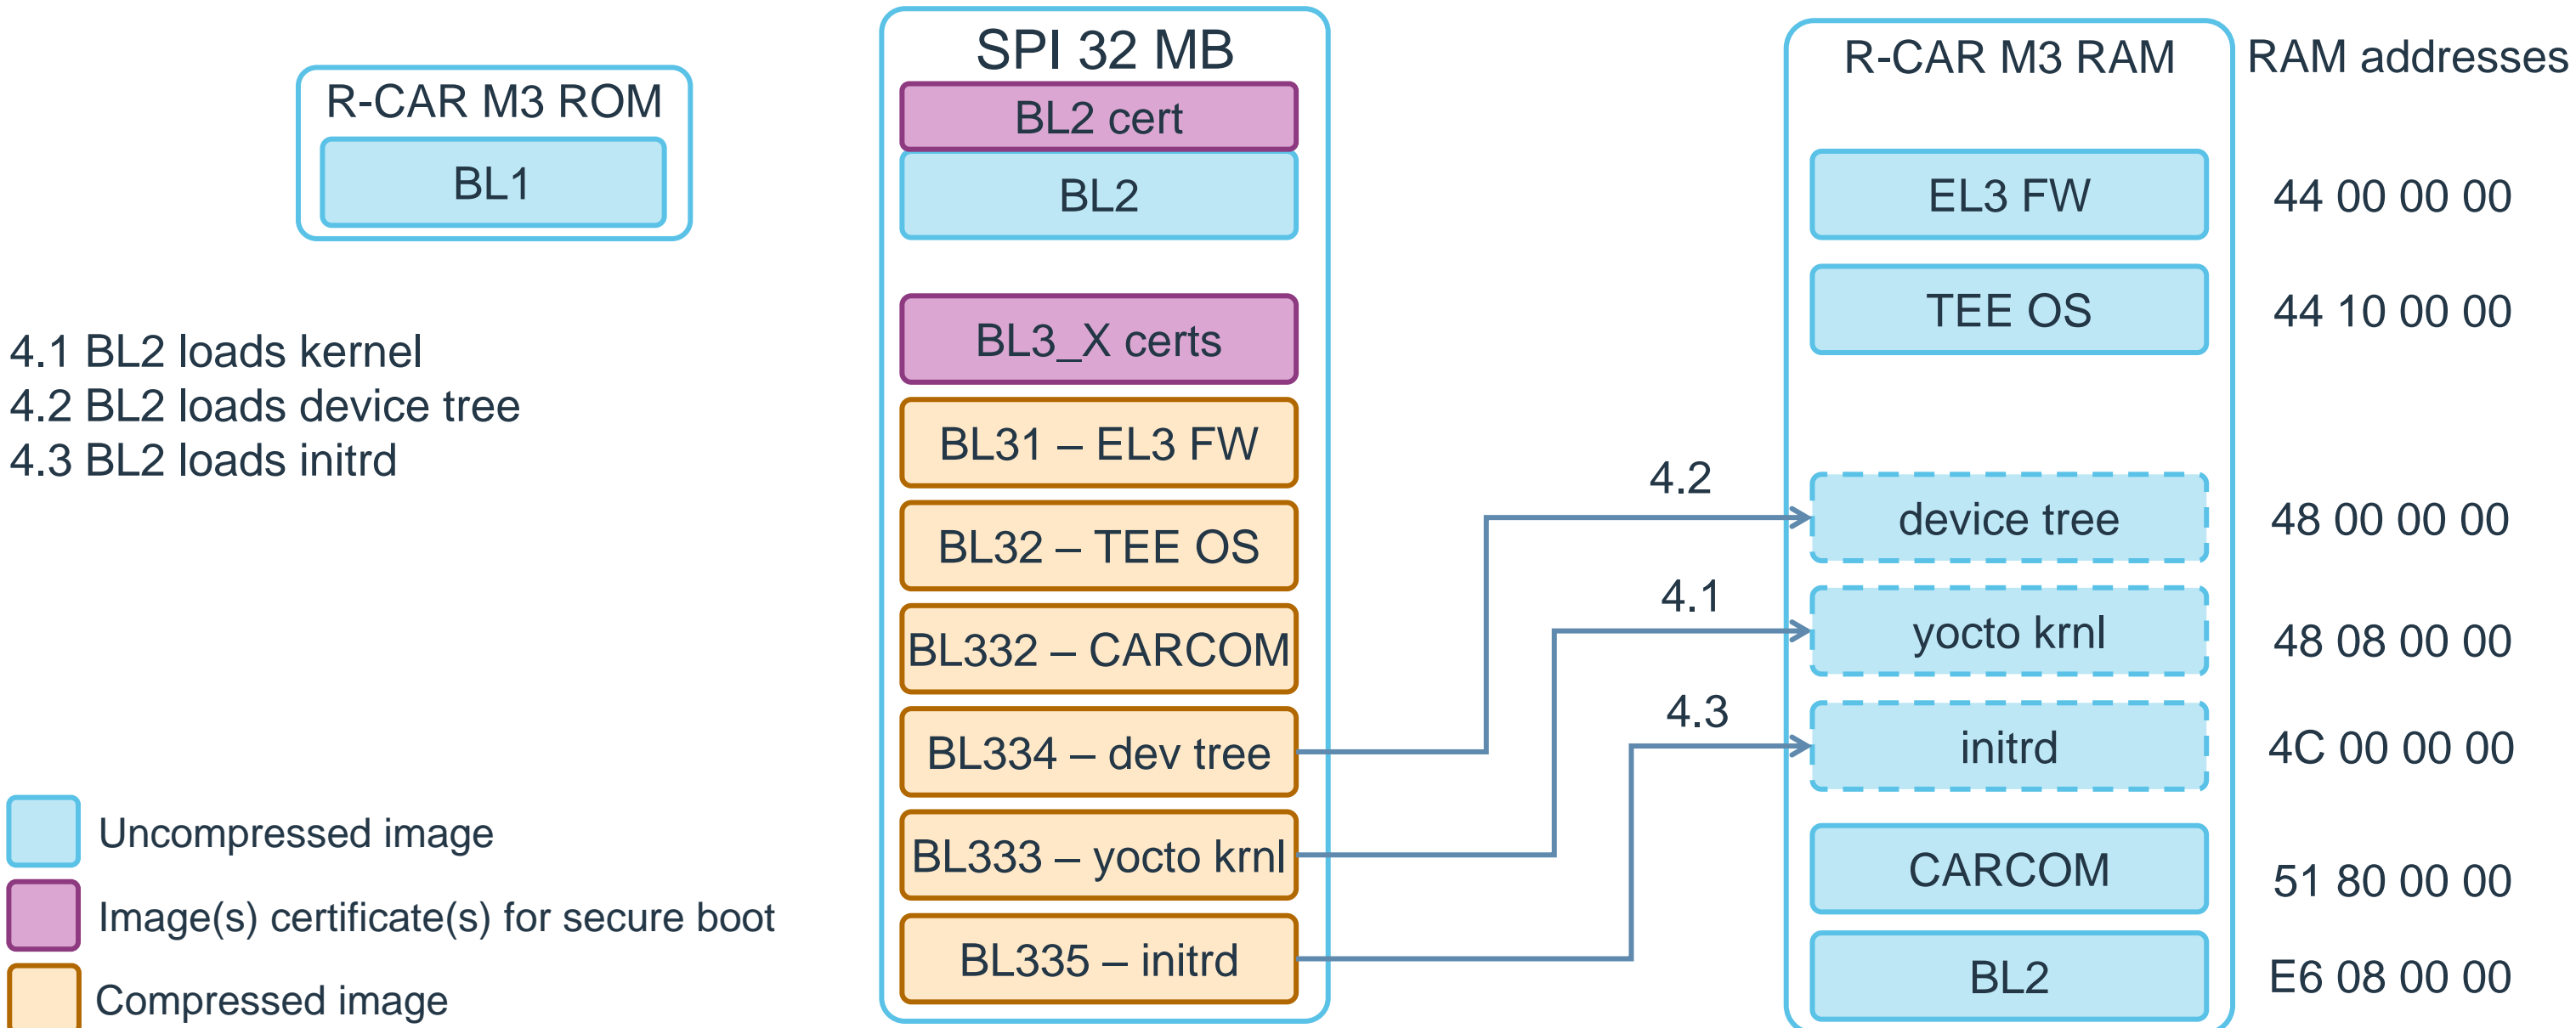 R-CAR M3 ROM
BL1
4.1 BL2 loads kernel
4.2 BL2 loads device tree
4.3 BL2 loads initrd
Uncompressed image
Image(s) certificate(s) for secure boot
Compressed image
SPI 32 MB
BL2 cert
BL2
BL3_X certs
BL31 – EL3 FW
BL32 – TEE OS
BL332 – CARCOM
BL334 – dev tree
BL333 – yocto krnl
BL335 – initrd
4.2
4.1
4.3
R-CAR M3 RAM
RAM addresses
EL3 FW
44 00 00 00
TEE OS
44 10 00 00
device tree
48 00 00 00
yocto krnl
48 08 00 00
initrd
4C 00 00 00
CARCOM
51 80 00 00
BL2
E6 08 00 00